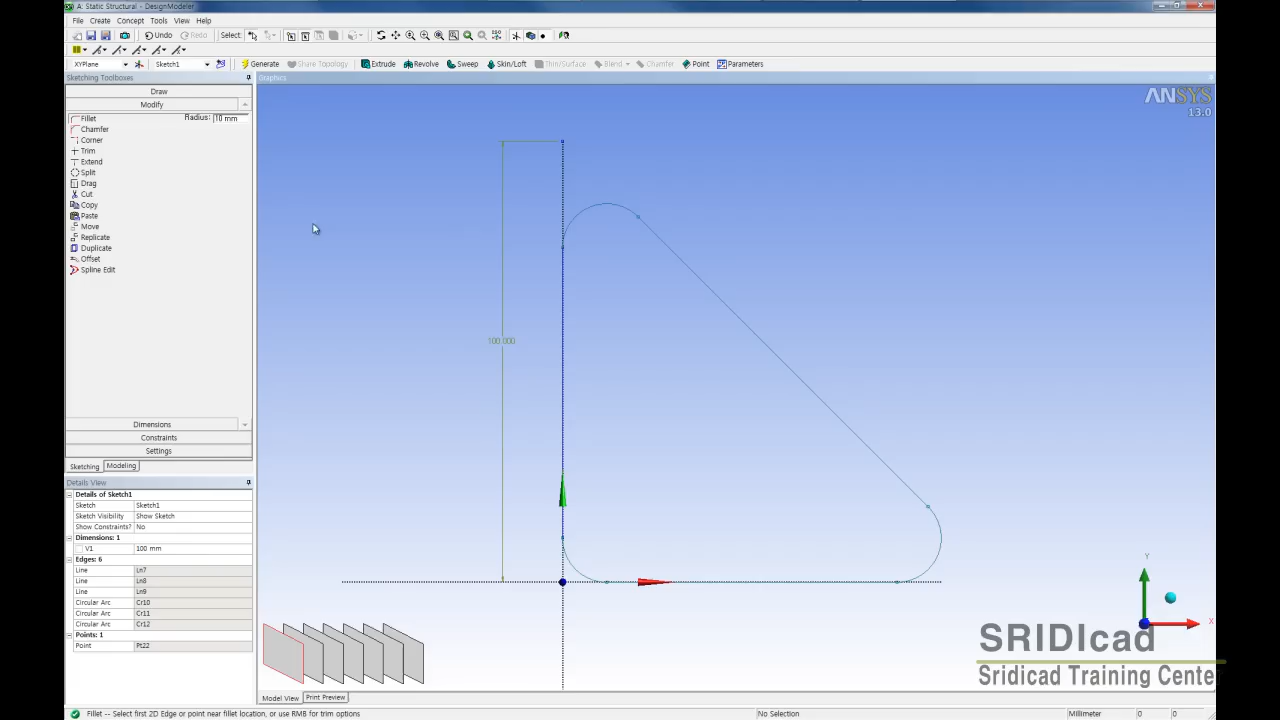 A: Static Structural - DesignModeler
File Create Concept Tools View Help
Undo Redo Select:
XYPlane Sketch1 Generate Share Topology Extrude Revolve Sweep Skin/Loft Thin/Surface Blend Chamfer Point Parameters
Sketching Toolboxes
Graphics
Draw
Modify
Fillet Radius: 10 mm
Chamfer
Corner
Trim
Extend
Split
Drag
Cut
Copy
Paste
Move
Replicate
Duplicate
Offset
Spline Edit
Dimensions
Constraints
Settings
Sketching Modeling
Details View
Details of Sketch1
Sketch Sketch1
Sketch Visibility Show Sketch
Show Constraints? No
Dimensions: 1
V1 100 mm
Edges: 6
Line Ln7
Line Ln8
Line Ln9
Circular Arc Cr10
Circular Arc Cr11
Circular Arc Cr12
Points: 1
Point Pt22
ANSYS
13.0
100.000
Y
X
SRIDIcad
Sridicad Training Center
Model View Print Preview
Fillet -- Select first 2D Edge or point near fillet location, or use RMB for trim options No Selection Millimeter 0 0